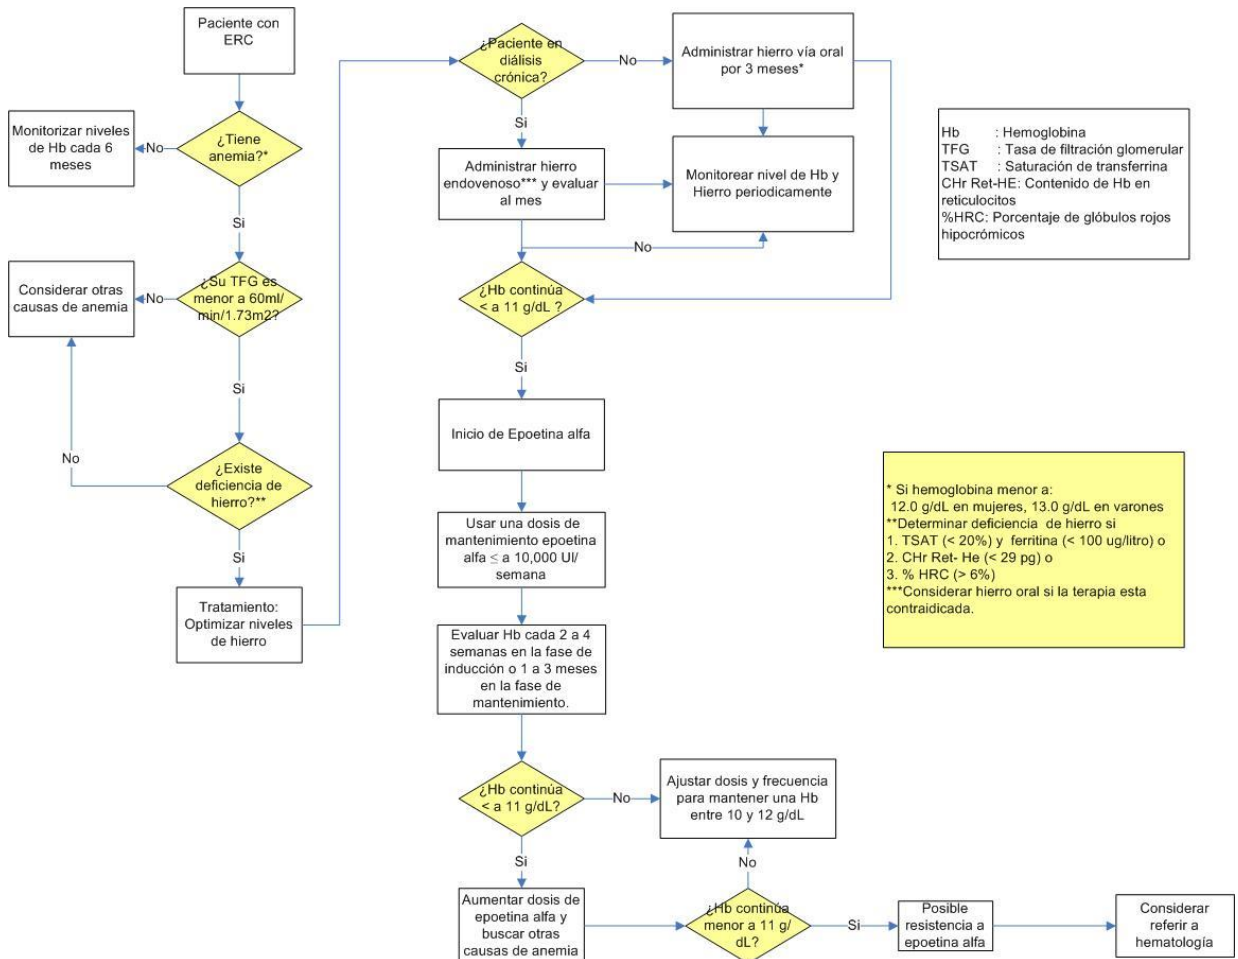 Paciente con
ERC
¿Tiene
anemia?*
No
Monitorizar niveles
de Hb cada 6
meses
Si
¿Su TFG es
menor a 60ml/
min/1.73m2?
No
Considerar otras
causas de anemia
Si
¿Existe
deficiencia de
hierro?**
No
Si
Tratamiento:
Optimizar niveles
de hierro
¿Paciente en
diálisis
crónica?
No
Administrar hierro vía oral
por 3 meses*
Si
Administrar hierro
endovenoso*** y evaluar
al mes
Monitorear nivel de Hb y
Hierro periodicamente
No
¿Hb continúa
< a 11 g/dL ?
Si
Inicio de Epoetina alfa
Usar una dosis de
mantenimiento epoetina
alfa ≤ a 10,000 UI/
semana
Evaluar Hb cada 2 a 4
semanas en la fase de
inducción o 1 a 3 meses
en la fase de
mantenimiento.
¿Hb continúa
< a 11 g/dL?
No
Ajustar dosis y frecuencia
para mantener una Hb
entre 10 y 12 g/dL
Si
Aumentar dosis de
epoetina alfa y
buscar otras
causas de anemia
¿Hb continúa
menor a 11 g/
dL?
No
Si
Posible
resistencia a
epoetina alfa
Considerar
referir a
hematología
Hb : Hemoglobina
TFG : Tasa de filtración glomerular
TSAT : Saturación de transferrina
CHr Ret-HE: Contenido de Hb en
reticulocitos
%HRC: Porcentaje de glóbulos rojos
hipocrómicos
* Si hemoglobina menor a:
12.0 g/dL en mujeres, 13.0 g/dL en varones
**Determinar deficiencia de hierro si
1. TSAT (< 20%) y ferritina (< 100 ug/litro) o
2. CHr Ret- He (< 29 pg) o
3. % HRC (> 6%)
***Considerar hierro oral si la terapia esta
contraidicada.